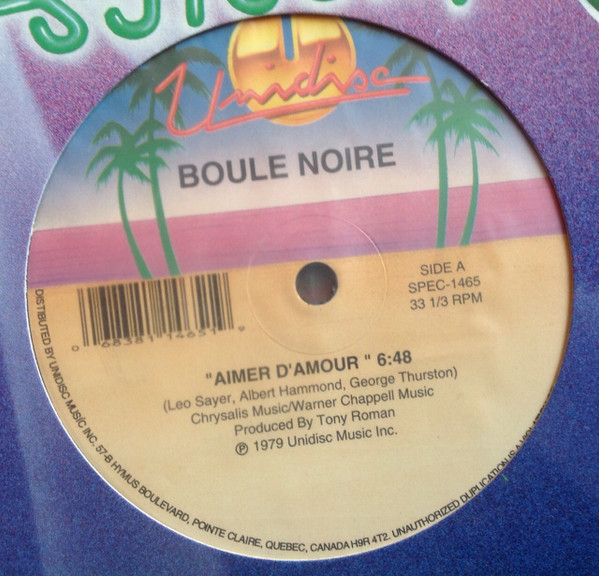 Unidisc
BOULE NOIRE
SIDE A
SPEC-1465
33 1/3 RPM
0 68381 14651 9
"AIMER D'AMOUR " 6:48
(Leo Sayer, Albert Hammond, George Thurston)
Chrysalis Music/Warner Chappell Music
Produced By Tony Roman
℗ 1979 Unidisc Music Inc.
DISTRIBUTED BY UNIDISC MUSIC INC. 57-B HYMUS BOULEVARD, POINTE CLAIRE, QUEBEC, CANADA H9R 4T2. UNAUTHORIZED DUPLICATION IS A